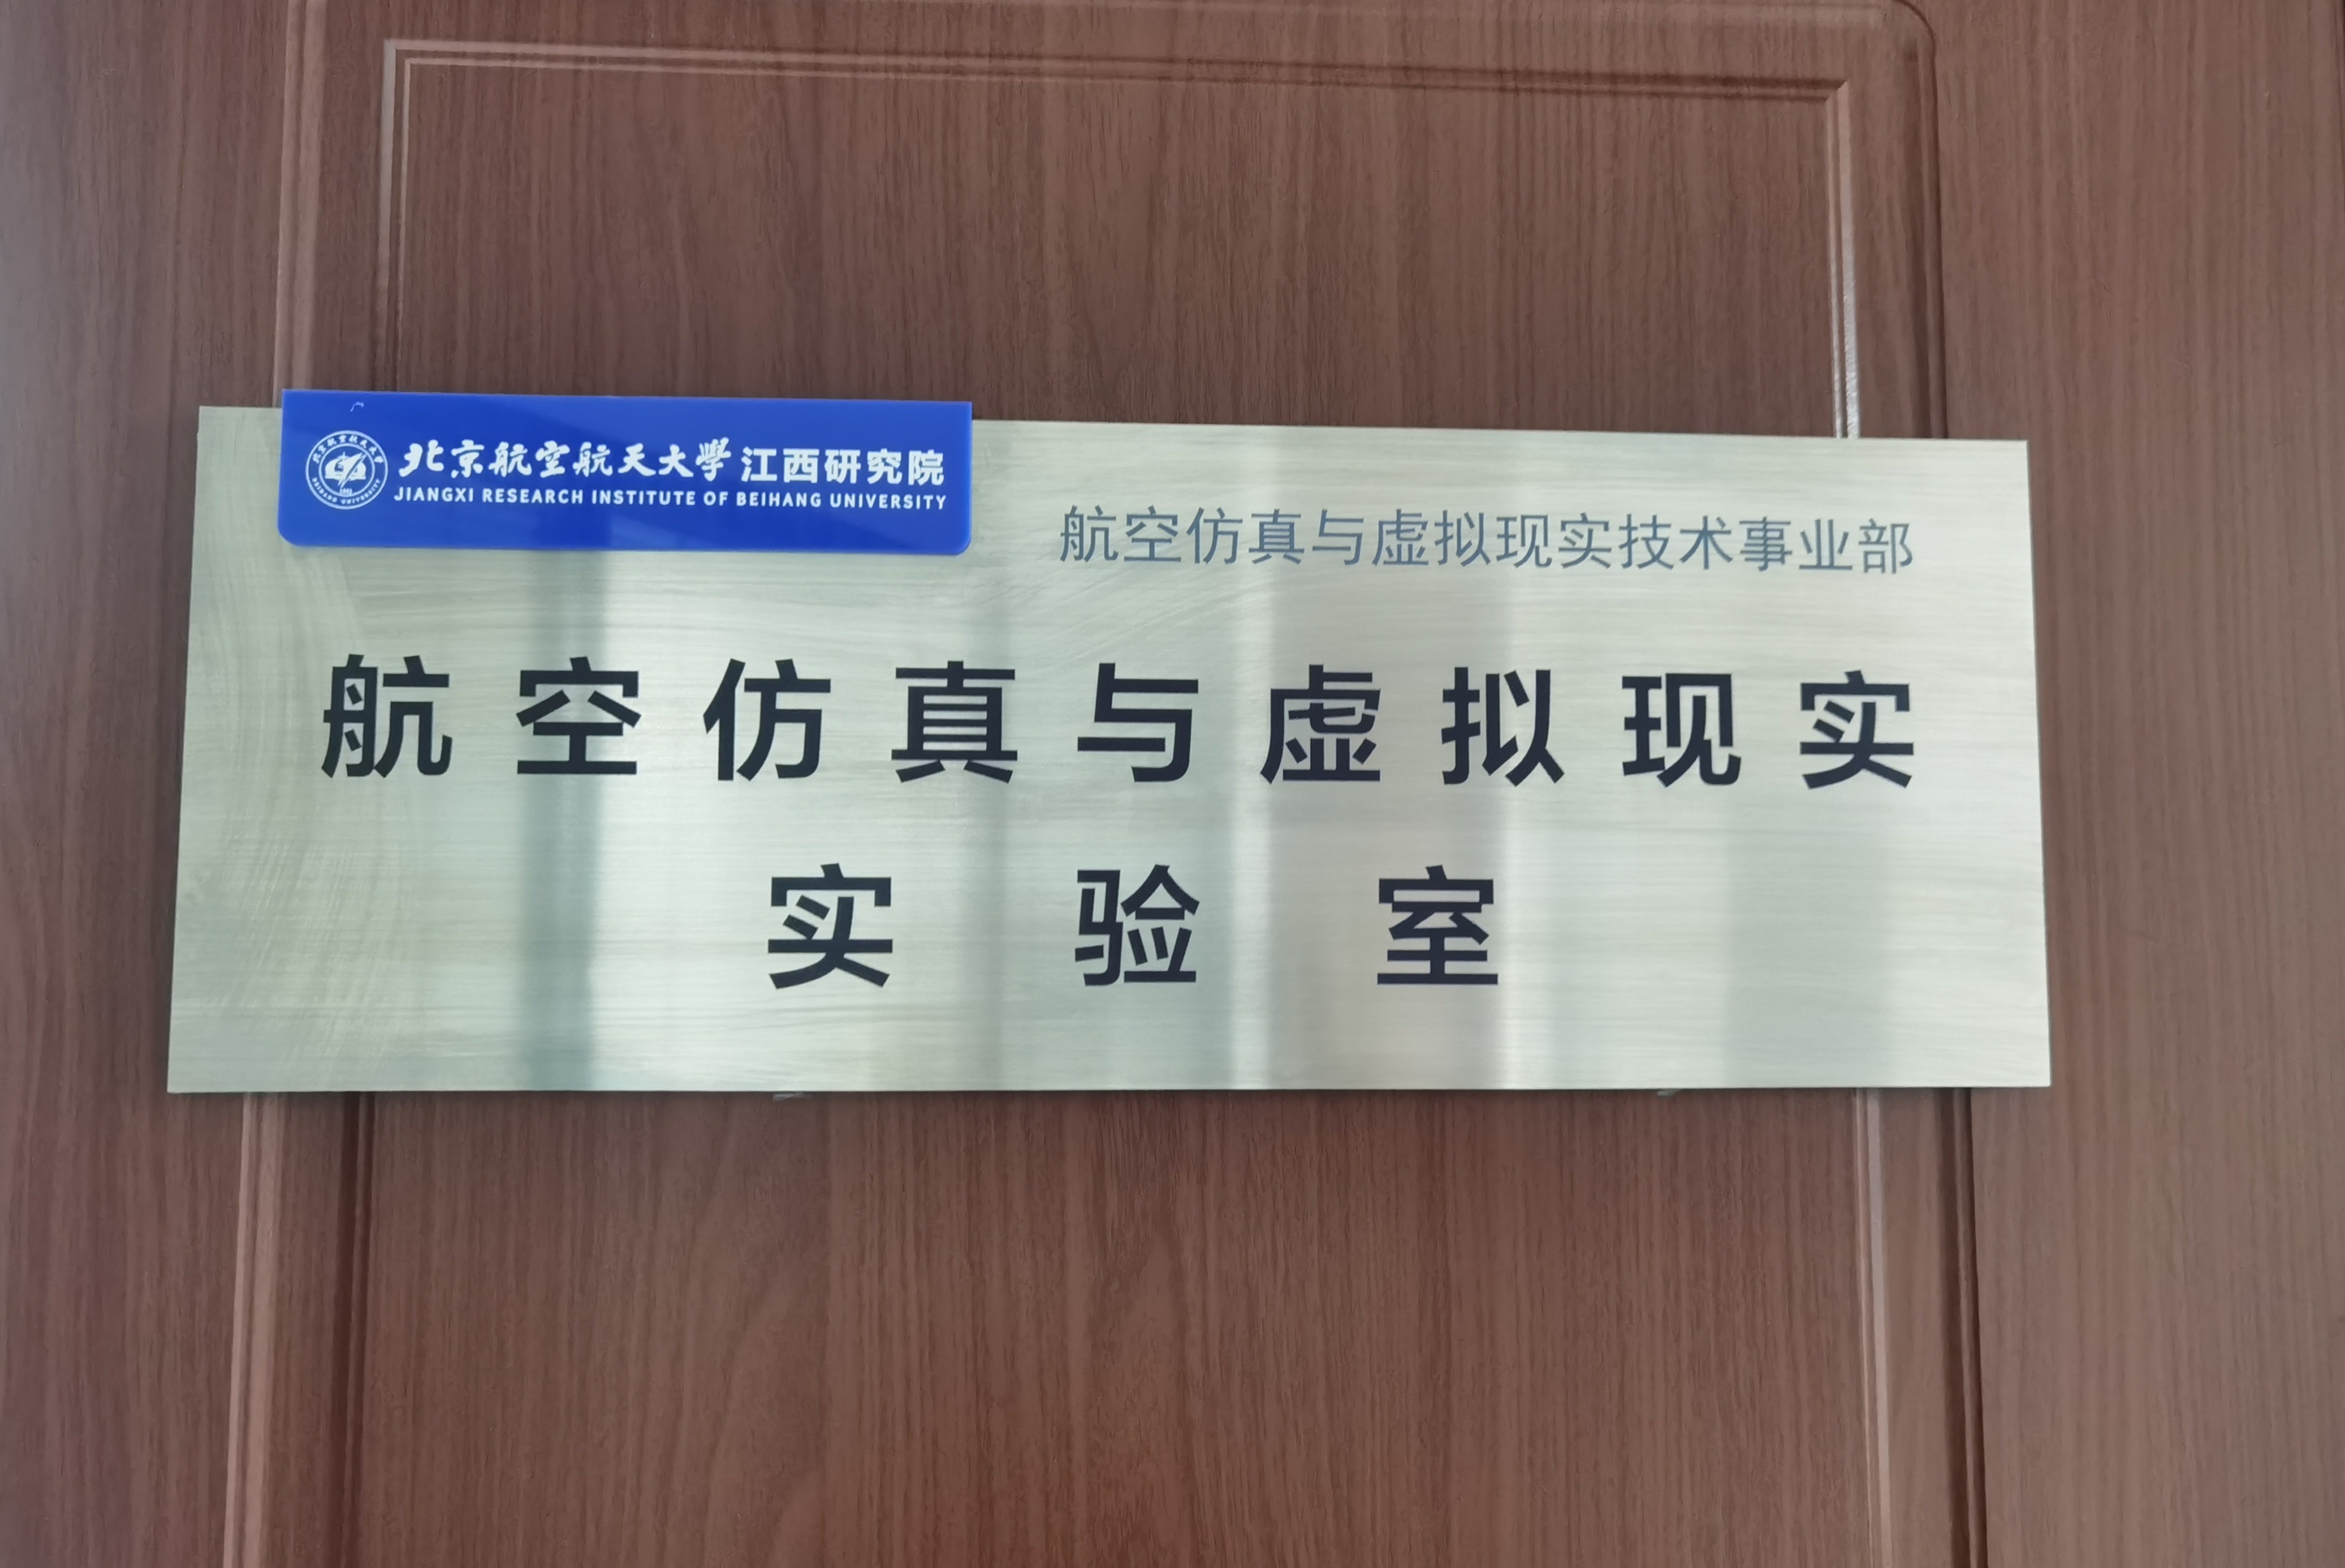 北京航空航天大學江西研究院
JIANGXI RESEARCH INSTITUTE OF BEIHANG UNIVERSITY
航空仿真与虚拟现实技术事业部
航空仿真与虚拟现实
实验室